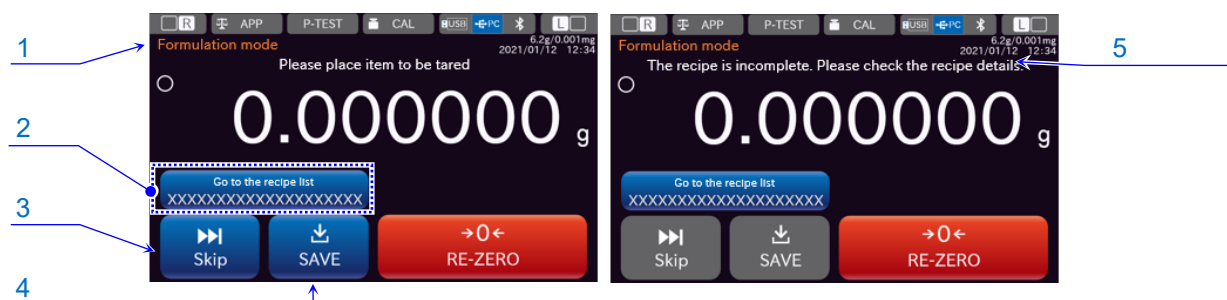 R APP P-TEST CAL USB PC L
6.2g/0.001mg
Formulation mode
2021/01/12 12:34
Please place item to be tared
0.000000 g
Go to the recipe list
XXXXXXXXXXXXXXXXXXXX
Skip SAVE →0← RE-ZERO
R APP P-TEST CAL USB PC L
6.2g/0.001mg
Formulation mode
2021/01/12 12:34
The recipe is incomplete. Please check the recipe details.
0.000000 g
Go to the recipe list
XXXXXXXXXXXXXXXXXXXX
Skip SAVE →0← RE-ZERO
1
2
3
4
5